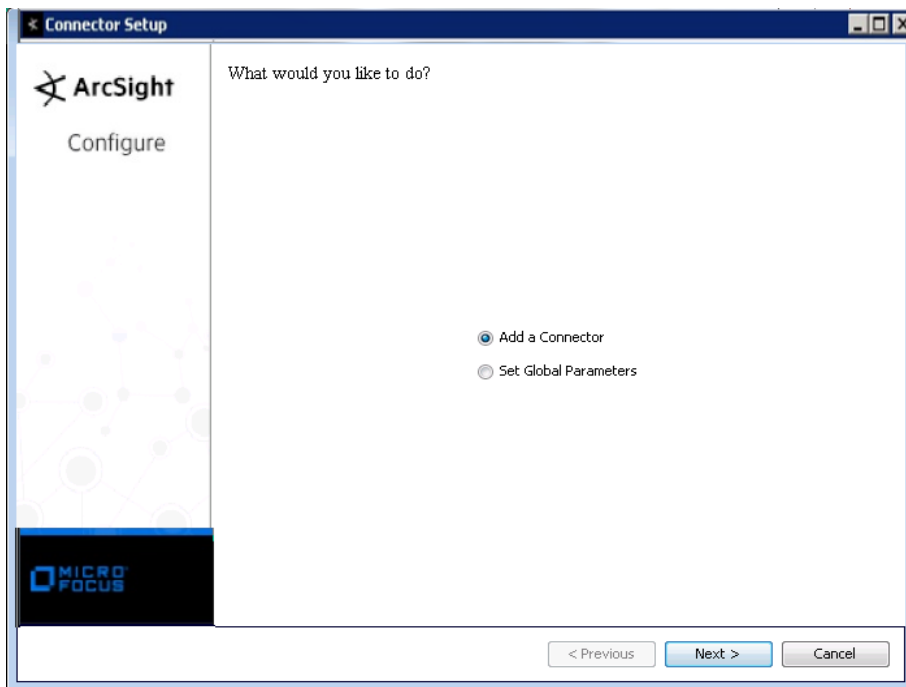 Connector Setup
ArcSight
Configure
What would you like to do?
Add a Connector
Set Global Parameters
MICRO
FOCUS
< Previous
Next >
Cancel